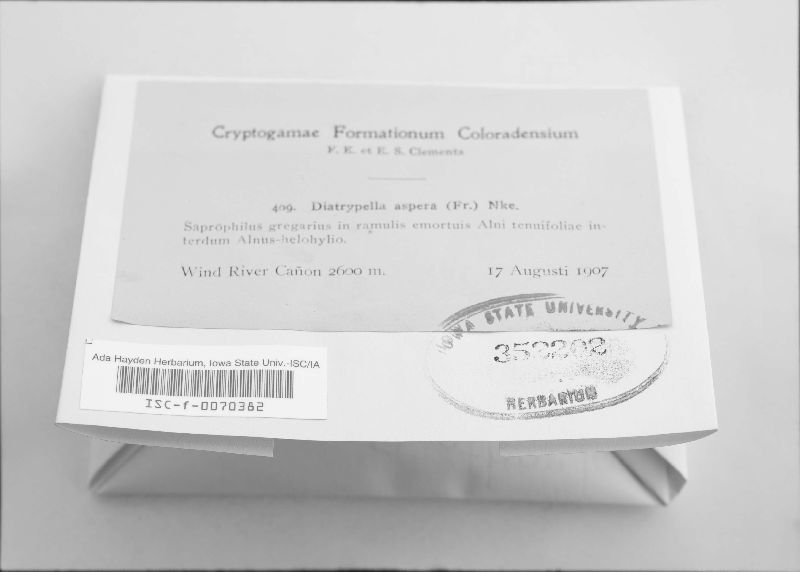 Cryptogamae Formationum Coloradensium
F. E. et E. S. Clements
409. Diatrypella aspera (Fr.) Nke.
Saprophilus gregarius in ramulis emortuis Alni tenuifoliae in-
terdum Alnus-helohylio.
Wind River Cañon 2600 m. 17 Augusti 1907
IOWA STATE UNIVERSITY
HERBARIUM
Ada Hayden Herbarium, Iowa State Univ.-ISC/IA
ISC-f-0070382